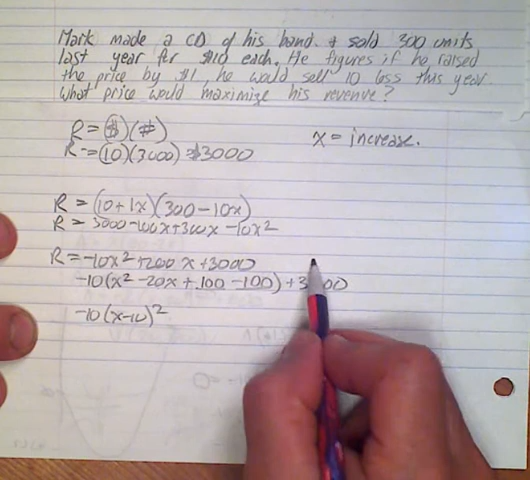 Mark made a CD of his band & sold 300 units
last year for $10 each. He figures if he raised
the price by $1, he would sell 10 less this year.
What price would maximize his revenue?
R = ($)(#)
x = increase.
R = (10)(300) = $3000
R = (10+1x)(300-10x)
R = 3000-100x+300x-10x²
R = -10x²+200x+3000
-10(x²-20x+100-100)+3000
-10(x-10)²